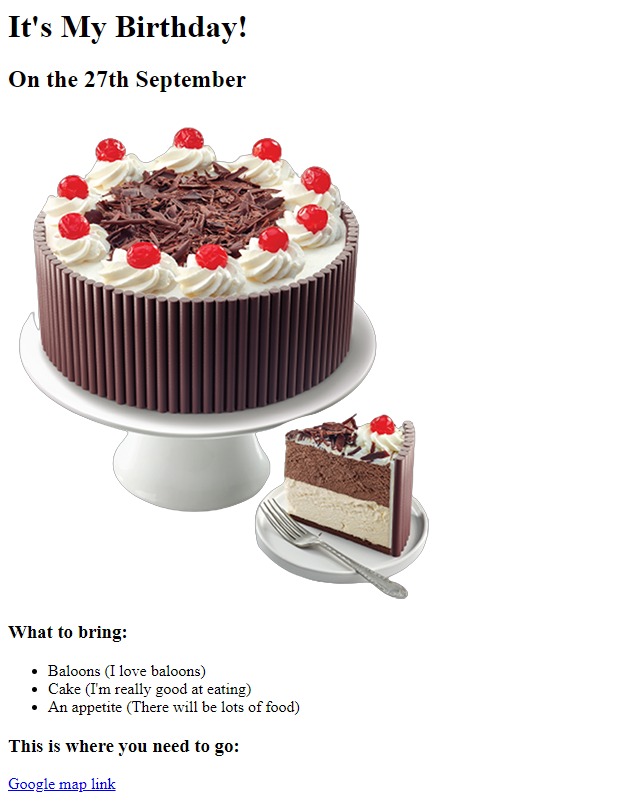 It's My Birthday!
On the 27th September
What to bring:
Baloons (I love baloons)
Cake (I'm really good at eating)
An appetite (There will be lots of food)
This is where you need to go:
Google map link